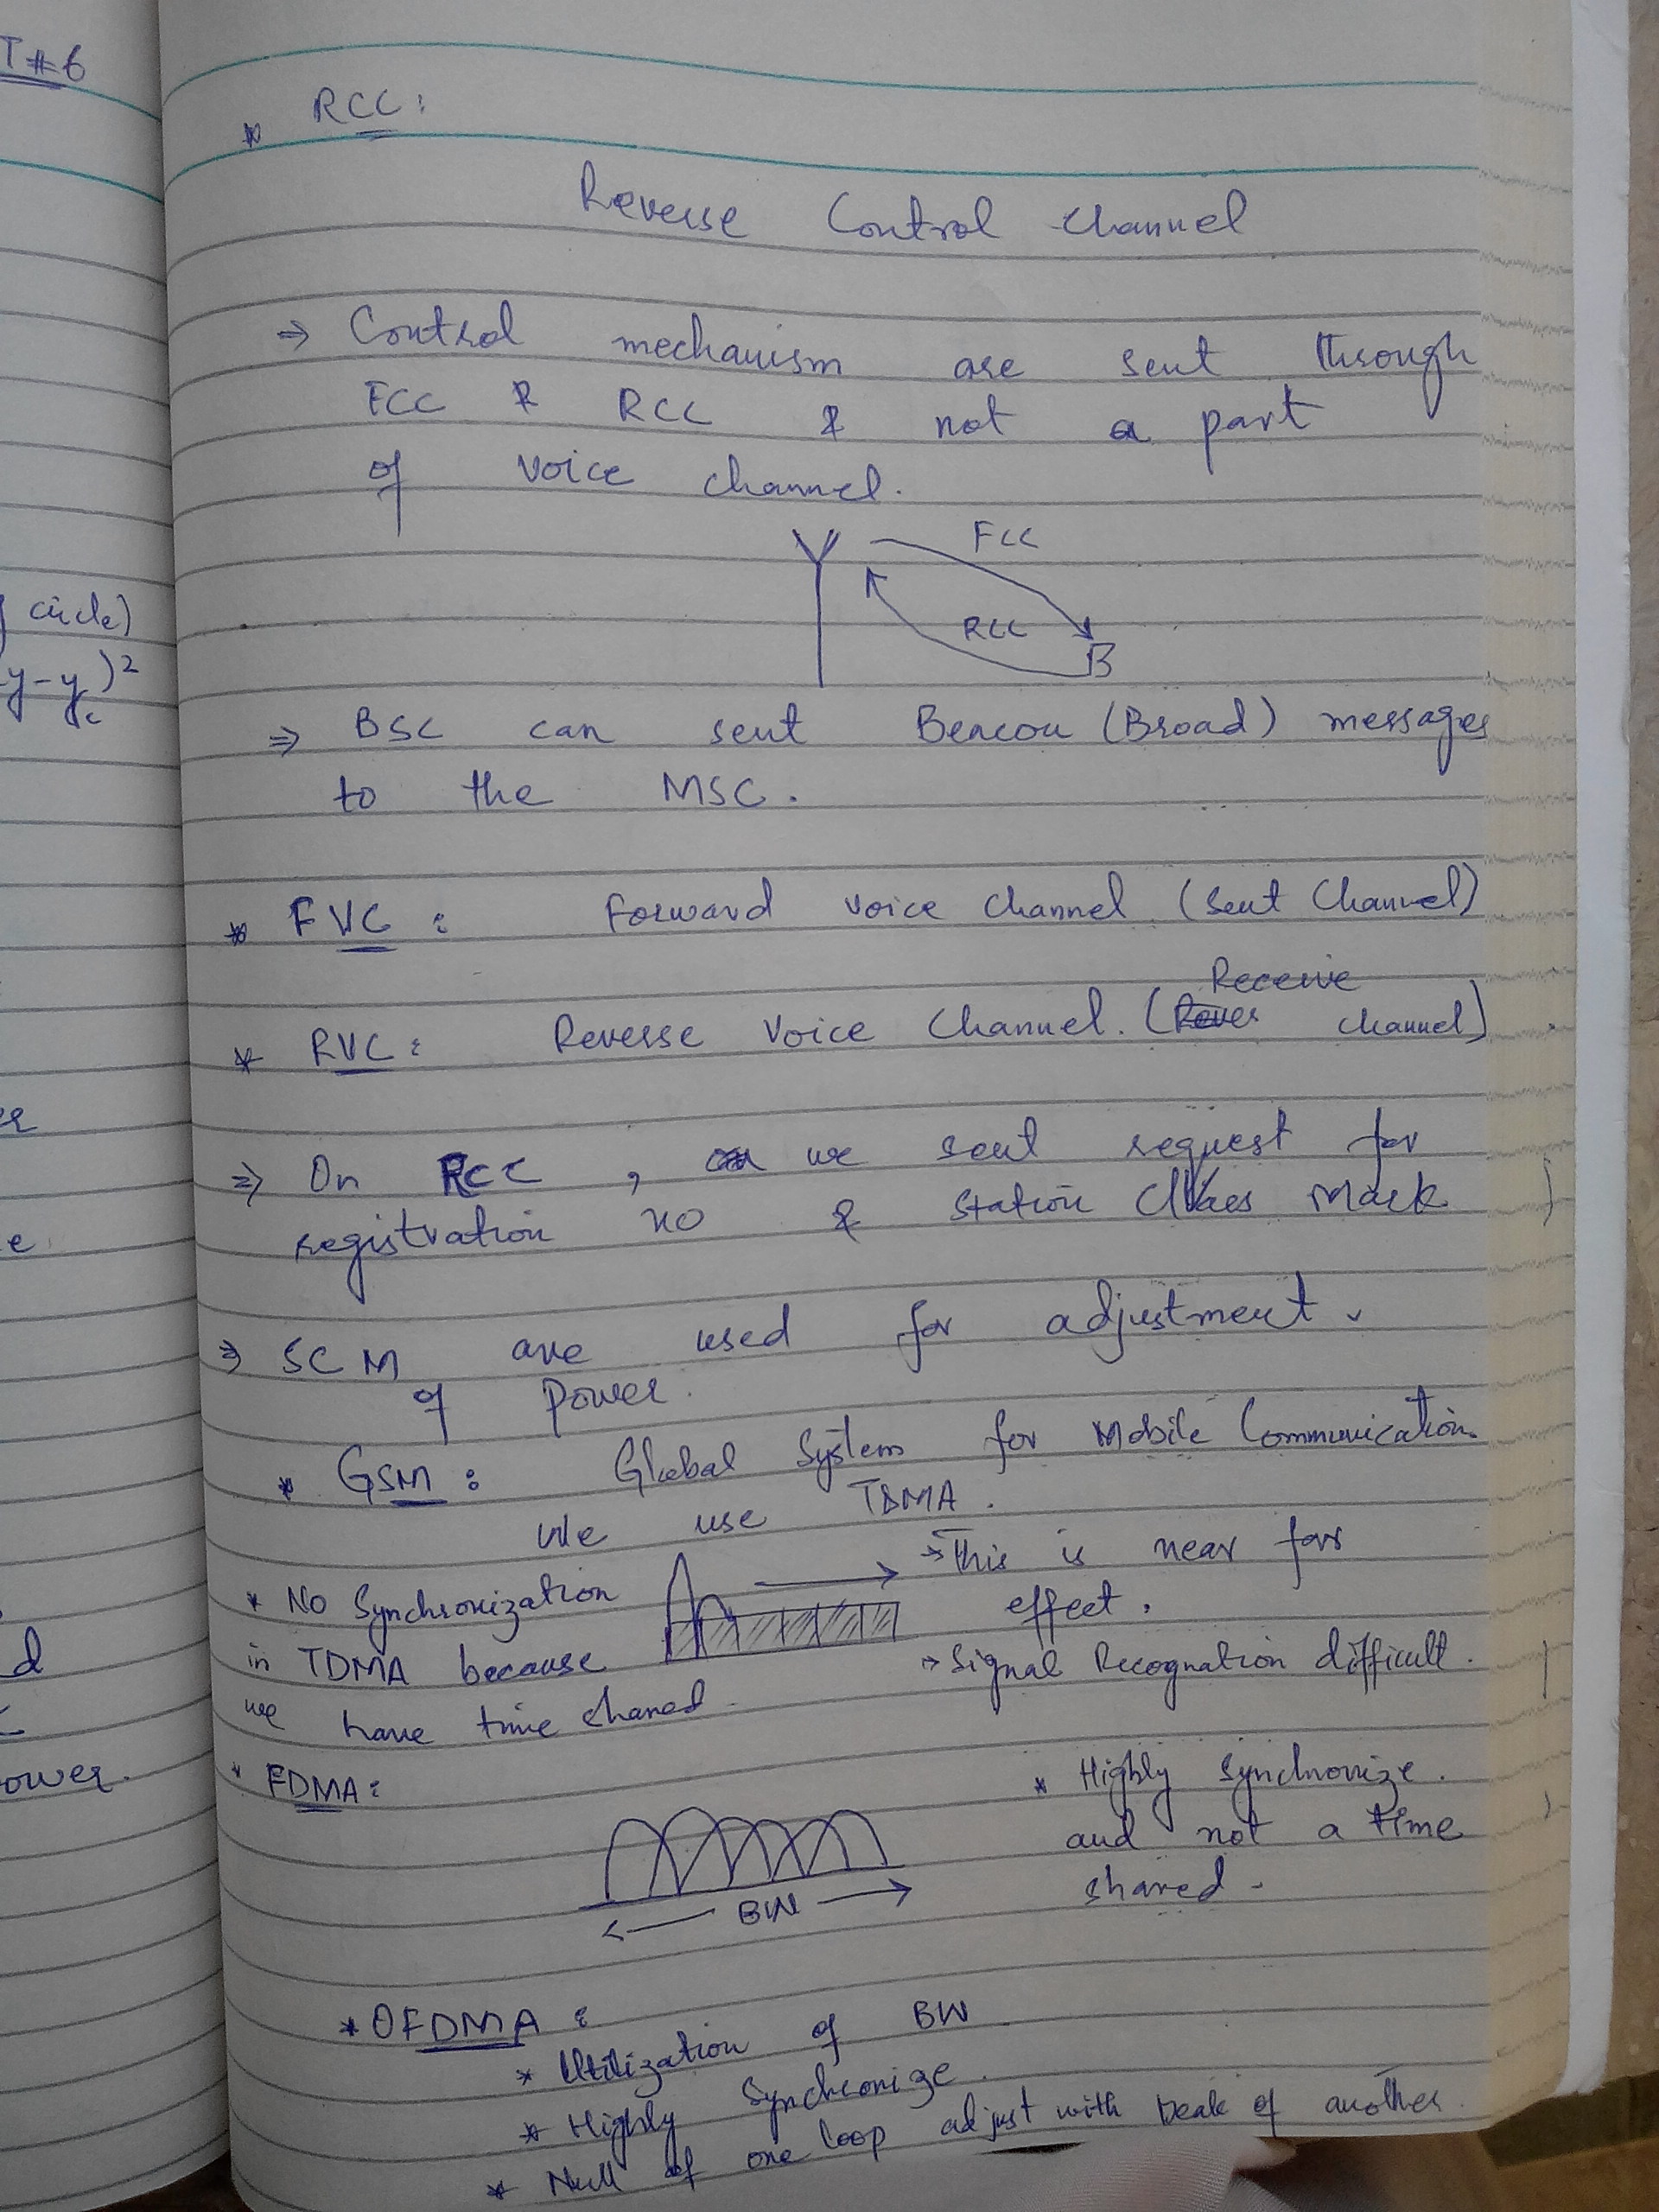 T#6
circle)
y-yc)²
er
e
d
ower.
* RCC:
Reverse Control Channel
⇒ Control mechanism are sent through
FCC & RCC & not a part
of voice channel.
FCC
RCC
B
⇒ BSC can sent Beacon (Broad) messages
to the MSC.
* FVC : Forward voice channel (Sent Channel)
Receive
* RVC: Reverse Voice Channel. (Rever channel)
⇒ On RCC , we sent request for
registration no & Station Class Mark
⇒ SCM are used for adjustment.
of power.
* GSM : Global System for Mobile Communication.
We use TDMA.
→ This is near far
effect.
* No Synchronization
in TDMA because
we have time shared.
→ Signal Recognation difficult.
* FDMA:
* Highly Synchronize.
and not a time
shared.
BW
* OFDMA :
* Utilization of BW
* Highly Synchronize.
* Null of one loop adjust with peak of another.